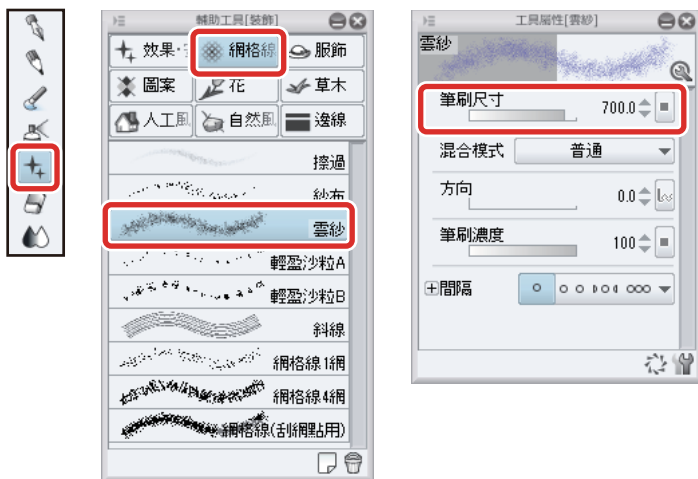 輔助工具[裝飾]
效果·
網格線
服飾
圖案
花
草木
人工風
自然風
邊線
擦過
紗布
雲紗
輕盈沙粒A
輕盈沙粒B
斜線
網格線1網
網格線4網
網格線(刮網點用)
工具屬性[雲紗]
雲紗
筆刷尺寸 700.0
混合模式 普通
方向 0.0
筆刷濃度 100
間隔